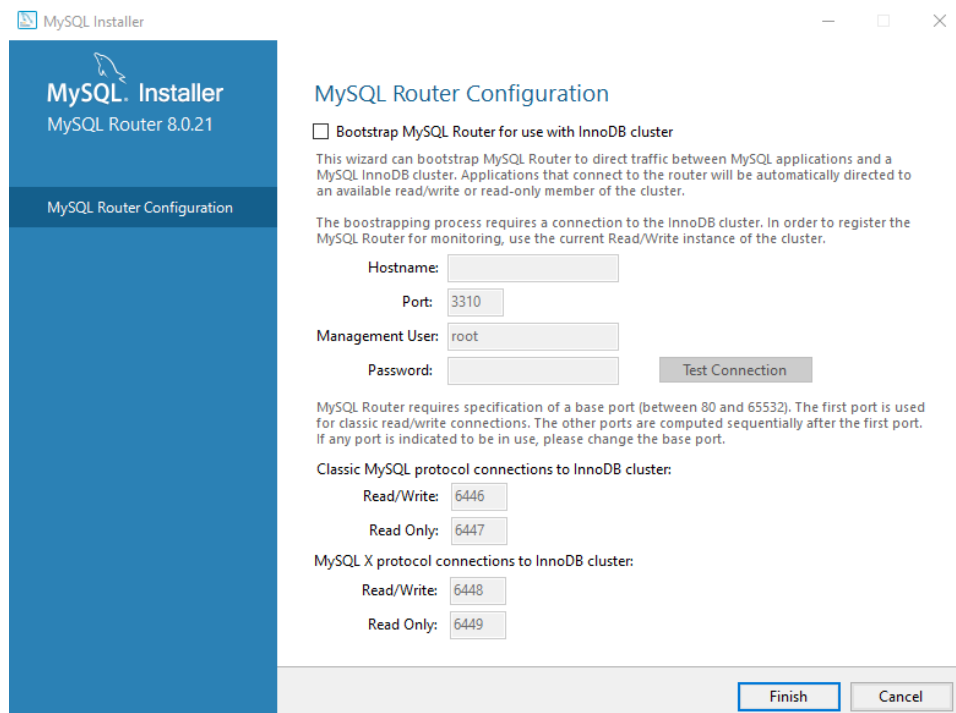 MySQL Installer
MySQL. Installer
MySQL Router 8.0.21
MySQL Router Configuration
MySQL Router Configuration
Bootstrap MySQL Router for use with InnoDB cluster
This wizard can bootstrap MySQL Router to direct traffic between MySQL applications and a
MySQL InnoDB cluster. Applications that connect to the router will be automatically directed to
an available read/write or read-only member of the cluster.
The boostrapping process requires a connection to the InnoDB cluster. In order to register the
MySQL Router for monitoring, use the current Read/Write instance of the cluster.
Hostname:
Port: 3310
Management User: root
Password: Test Connection
MySQL Router requires specification of a base port (between 80 and 65532). The first port is used
for classic read/write connections. The other ports are computed sequentially after the first port.
If any port is indicated to be in use, please change the base port.
Classic MySQL protocol connections to InnoDB cluster:
Read/Write: 6446
Read Only: 6447
MySQL X protocol connections to InnoDB cluster:
Read/Write: 6448
Read Only: 6449
Finish Cancel